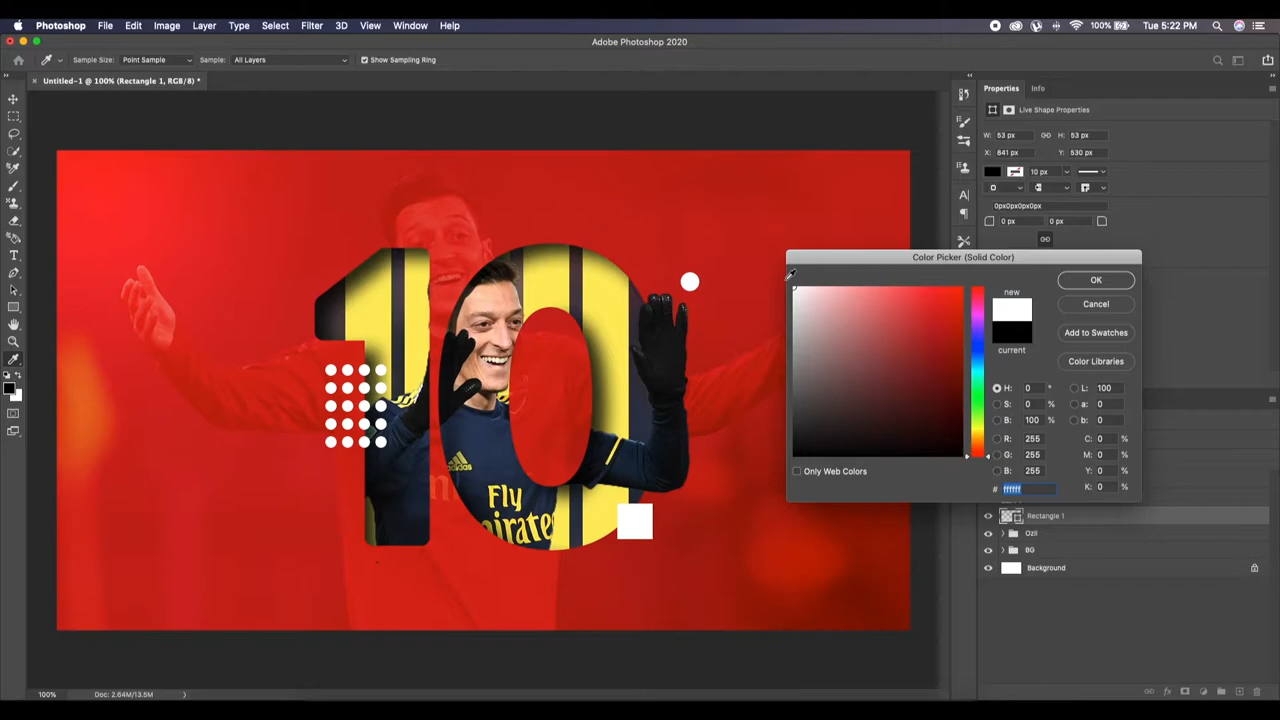 Photoshop File Edit Image Layer Type Select Filter 3D View Window Help 100% Tue 5:22 PM
Adobe Photoshop 2020
Sample Size: Point Sample Sample: All Layers Show Sampling Ring
Untitled-1 @ 100% (Rectangle 1, RGB/8) *
Properties Info
Live Shape Properties
W: 53 px H: 53 px
X: 841 px Y: 530 px
10 px
0px0px0px0px
0 px 0 px
Color Picker (Solid Color)
new
current
OK
Cancel
Add to Swatches
Color Libraries
H: 0 ° L: 100
S: 0 % a: 0
B: 100 % b: 0
R: 255 C: 0 %
G: 255 M: 0 %
B: 255 Y: 0 %
# ffffff K: 0 %
Only Web Colors
10
adidas
Fly
Emirates
Rectangle 1
Ozil
BG
Background
100% Doc: 2.64M/13.5M